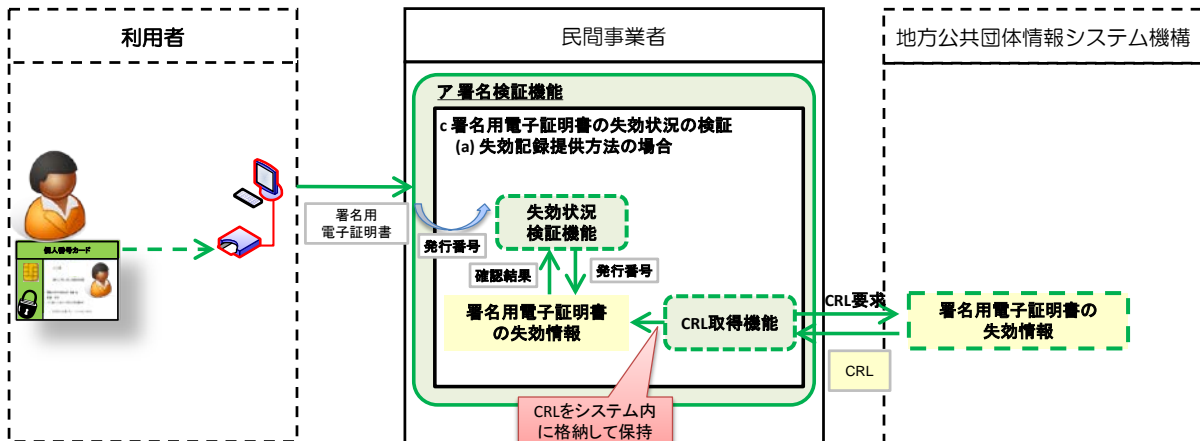 利用者
民間事業者
地方公共団体情報システム機構
ア 署名検証機能
c 署名用電子証明書の失効状況の検証
(a) 失効記録提供方法の場合
署名用
電子証明書
発行番号
失効状況
検証機能
確認結果
発行番号
個人番号カード
署名用電子証明書
の失効情報
CRL取得機能
CRL要求
署名用電子証明書の
失効情報
CRL
CRLをシステム内
に格納して保持